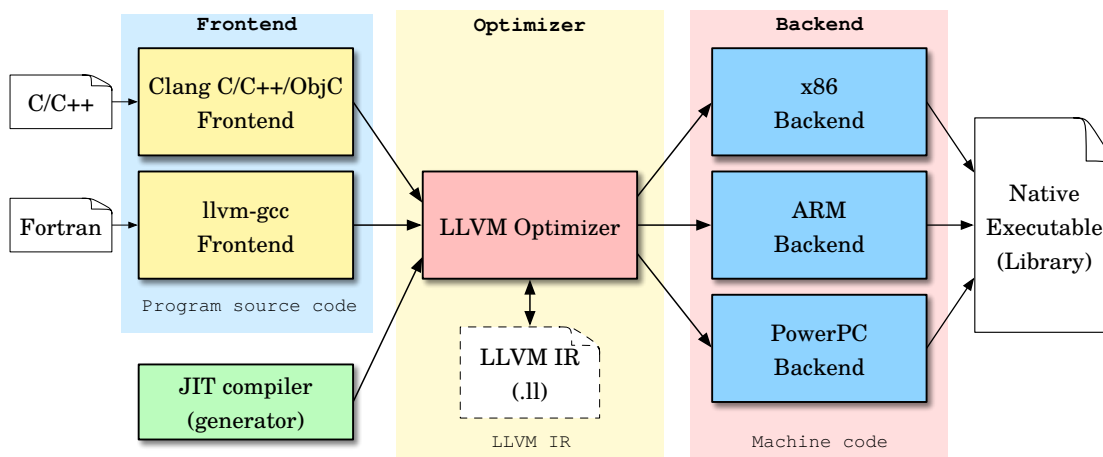 Frontend
Optimizer
Backend
C/C++
Clang C/C++/ObjC
Frontend
x86
Backend
Fortran
llvm-gcc
Frontend
LLVM Optimizer
ARM
Backend
Native
Executable
(Library)
Program source code
JIT compiler
(generator)
LLVM IR
(.ll)
PowerPC
Backend
LLVM IR
Machine code